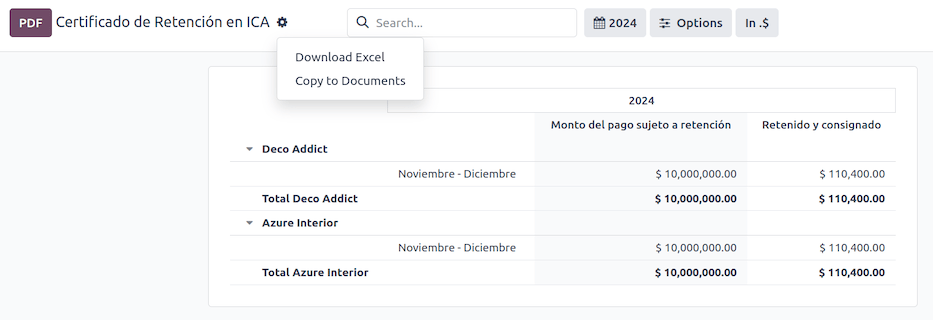 PDF Certificado de Retención en ICA Search... 2024 Options In .$
Download Excel
Copy to Documents
2024
Monto del pago sujeto a retención Retenido y consignado
Deco Addict
Noviembre - Diciembre $ 10,000,000.00 $ 110,400.00
Total Deco Addict $ 10,000,000.00 $ 110,400.00
Azure Interior
Noviembre - Diciembre $ 10,000,000.00 $ 110,400.00
Total Azure Interior $ 10,000,000.00 $ 110,400.00